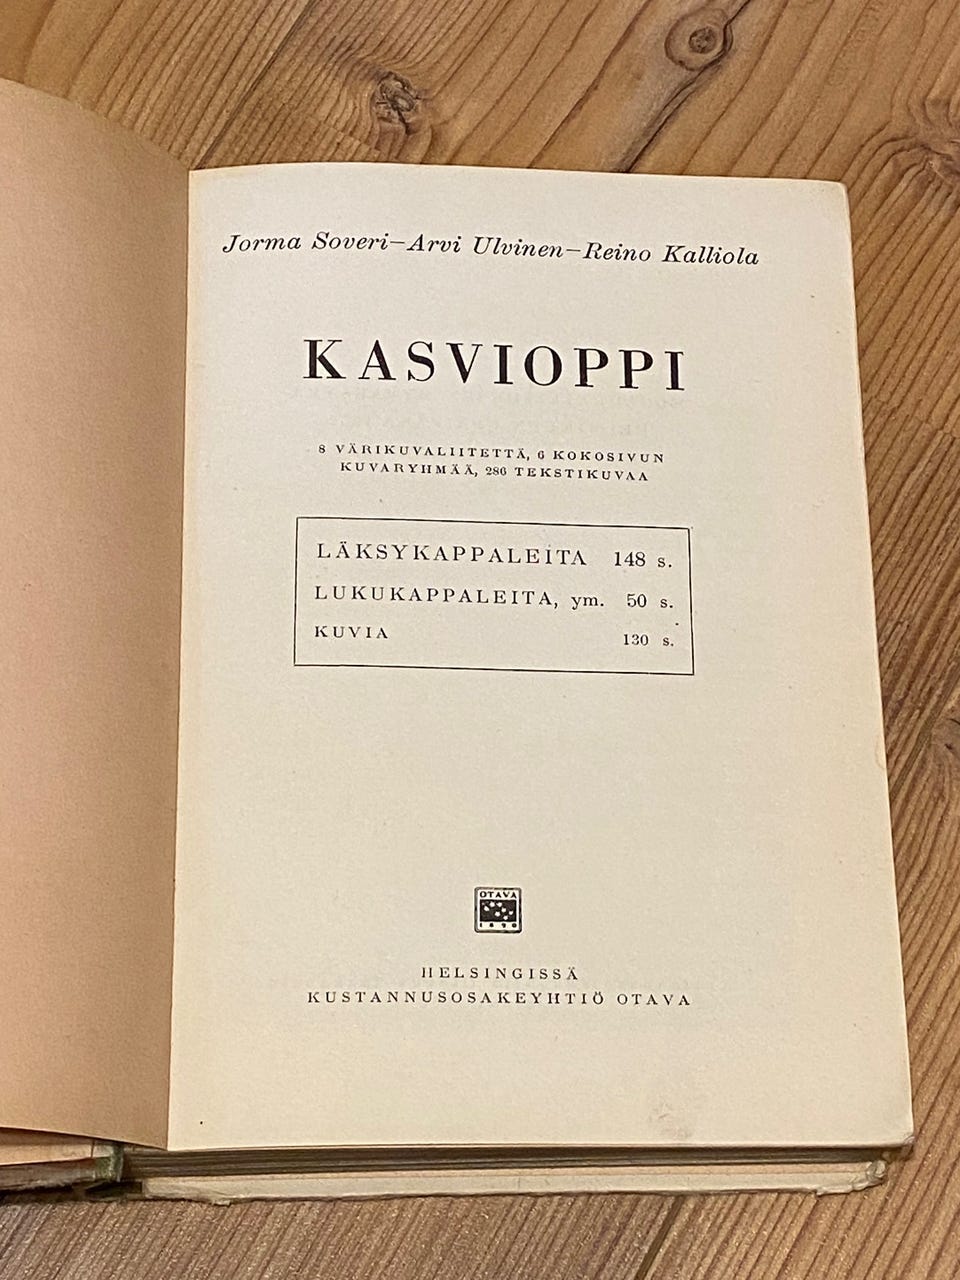 Jorma Soveri–Arvi Ulvinen–Reino Kalliola
KASVIOPPI
8 VÄRIKUVALIITETTÄ, 6 KOKOSIVUN
KUVARYHMÄÄ, 286 TEKSTIKUVAA
LÄKSYKAPPALEITA 148 s.
LUKUKAPPALEITA, ym. 50 s.
KUVIA 130 s.
OTAVA
1890
HELSINGISSÄ
KUSTANNUSOSAKEYHTIÖ OTAVA